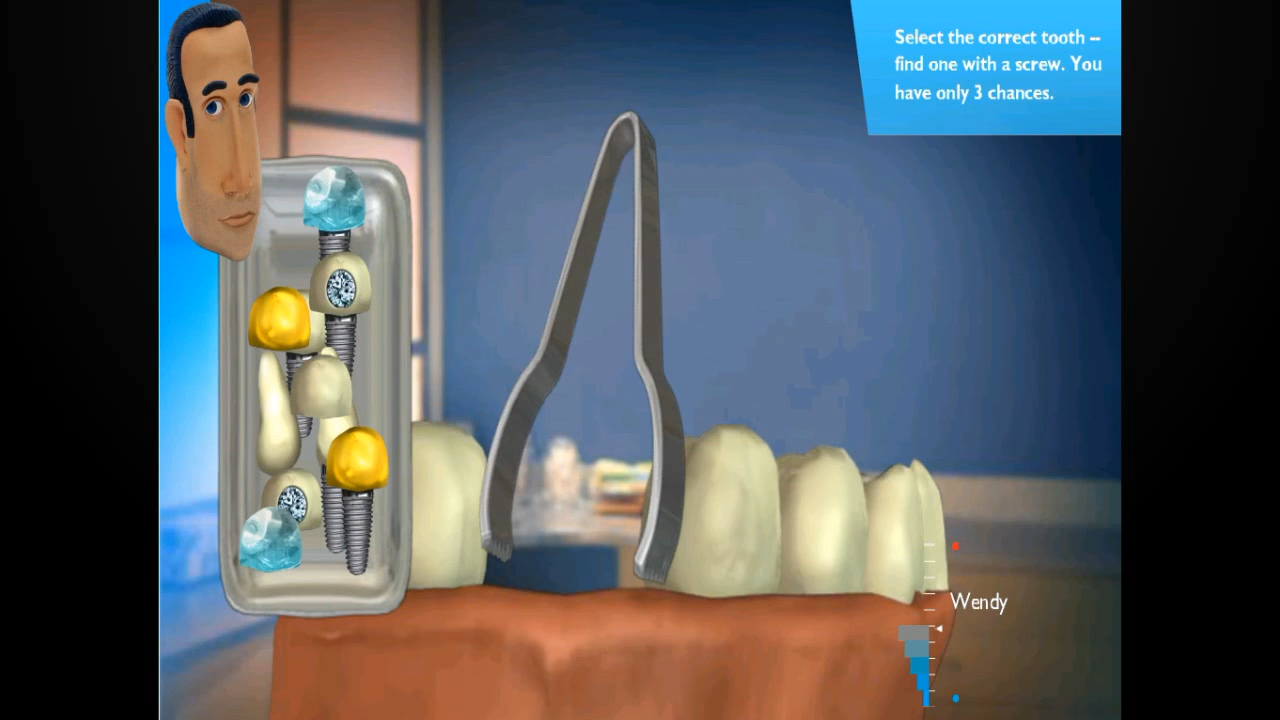 Select the correct tooth –
find one with a screw. You
have only 3 chances.
Wendy